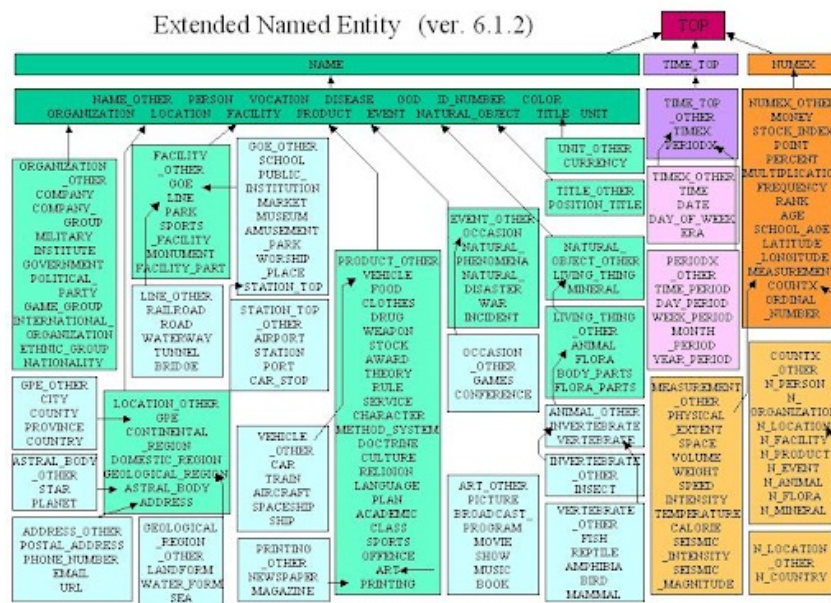 Extended Named Entity (ver. 6.1.2)
TOP
NAME
TIME_TOP
NUMEX
NAME_OTHER PERSON VOCATION DISEASE GOD ID_NUMBER COLOR
ORGANIZATION LOCATION FACILITY PRODUCT EVENT NATURAL_OBJECT TITLE UNIT
TIME_TOP
_OTHER
TIMEX
PERIODX
NUMEX_OTHER
MONEY
STOCK_INDEX
POINT
PERCENT
MULTIPLICATION
FREQUENCY
RANK
AGE
SCHOOL_AGE
LATITUDE
_LONGITUDE
MEASUREMENT
COUNTX
ORDINAL
_NUMBER
ORGANIZATION
_OTHER
COMPANY
COMPANY_
GROUP
MILITARY
INSTITUTE
GOVERNMENT
POLITICAL_
PARTY
GAME_GROUP
INTERNATIONAL_
ORGANIZATION
ETHNIC_GROUP
NATIONALITY
FACILITY
_OTHER
GOE
LINE
PARK
SPORTS
_FACILITY
MONUMENT
FACILITY_PART
GOE_OTHER
SCHOOL
PUBLIC_
INSTITUTION
MARKET
MUSEUM
AMUSEMENT
_PARK
WORSHIP
_PLACE
STATION_TOP
LINE_OTHER
RAILROAD
ROAD
WATERWAY
TUNNEL
BRIDGE
STATION_TOP
_OTHER
AIRPORT
STATION
PORT
CAR_STOP
PRODUCT_OTHER
VEHICLE
FOOD
CLOTHES
DRUG
WEAPON
STOCK
AWARD
THEORY
RULE
SERVICE
CHARACTER
METHOD_SYSTEM
DOCTRINE
CULTURE
RELIGION
LANGUAGE
PLAN
ACADEMIC
CLASS
SPORTS
OFFENCE
ART
PRINTING
EVENT_OTHER
OCCASION
NATURAL_
PHENOMENA
NATURAL_
DISASTER
WAR
INCIDENT
OCCASION
_OTHER
GAMES
CONFERENCE
UNIT_OTHER
CURRENCY
TITLE_OTHER
POSITION_TITLE
NATURAL_
OBJECT_OTHER
LIVING_THING
MINERAL
LIVING_THING
_OTHER
ANIMAL
FLORA
BODY_PARTS
FLORA_PARTS
ANIMAL_OTHER
INVERTEBRATE
VERTEBRATE
INVERTEBRATE
_OTHER
INSECT
VERTEBRATE
_OTHER
FISH
REPTILE
AMPHIBIA
BIRD
MAMMAL
TIMEX_OTHER
TIME
DATE
DAY_OF_WEEK
ERA
PERIODX
_OTHER
TIME_PERIOD
DAY_PERIOD
WEEK_PERIOD
MONTH
_PERIOD
YEAR_PERIOD
MEASUREMENT
_OTHER
PHYSICAL
_EXTENT
SPACE
VOLUME
WEIGHT
SPEED
INTENSITY
TEMPERATURE
CALORIE
SEISMIC
_INTENSITY
SEISMIC
_MAGNITUDE
COUNTX
_OTHER
N_PERSON
N_
ORGANIZATION
N_LOCATION
N_FACILITY
N_PRODUCT
N_EVENT
N_ANIMAL
N_FLORA
N_MINERAL
N_LOCATION
_OTHER
N_COUNTRY
GPE_OTHER
CITY
COUNTY
PROVINCE
COUNTRY
LOCATION_OTHER
GPE
CONTINENTAL
_REGION
DOMESTIC_REGION
GEOLOGICAL_REGION
ASTRAL_BODY
ADDRESS
ASTRAL_BODY
_OTHER
STAR
PLANET
ADDRESS_OTHER
POSTAL_ADDRESS
PHONE_NUMBER
EMAIL
URL
GEOLOGICAL
_REGION
_OTHER
LANDFORM
WATER_FORM
SEA
VEHICLE
_OTHER
CAR
TRAIN
AIRCRAFT
SPACESHIP
SHIP
PRINTING
_OTHER
NEWSPAPER
MAGAZINE
ART_OTHER
PICTURE
BROADCAST_
PROGRAM
MOVIE
SHOW
MUSIC
BOOK